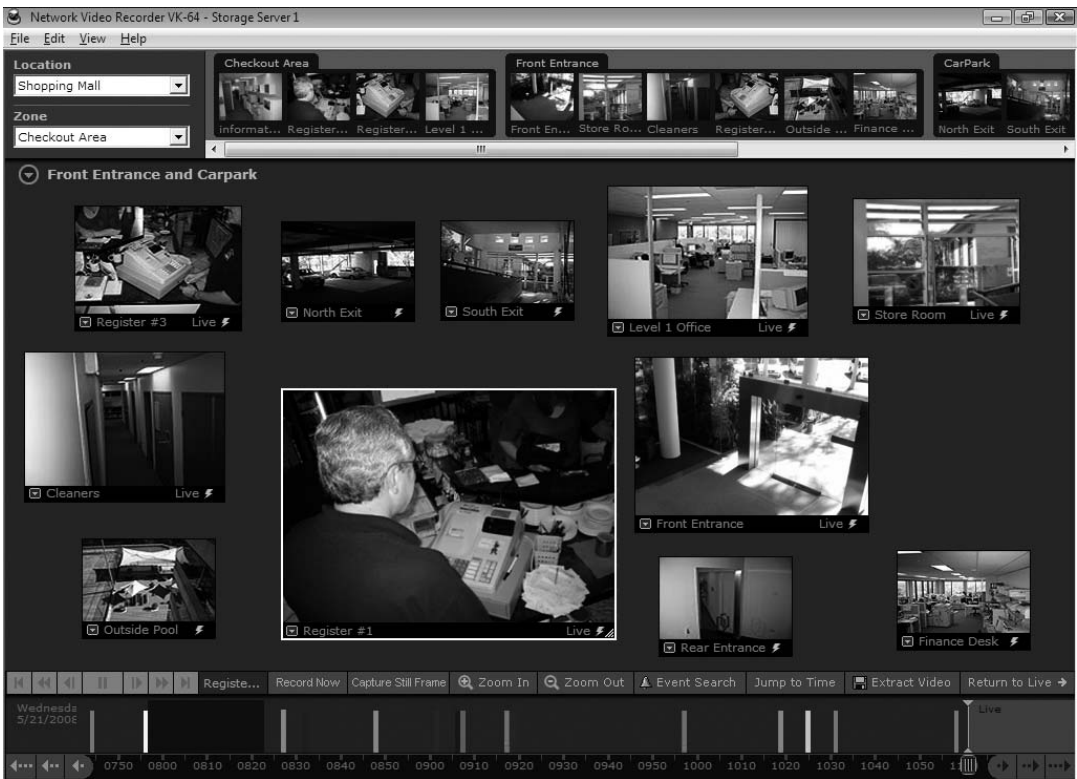 Network Video Recorder VK-64 - Storage Server 1
File Edit View Help
Location
Shopping Mall
Zone
Checkout Area
Checkout Area
informat... Register... Register... Level 1 ...
Front Entrance
Front En... Store Ro... Cleaners Register... Outside ... Finance ...
CarPark
North Exit South Exit
Front Entrance and Carpark
Register #3 Live
North Exit
South Exit
Level 1 Office Live
Store Room Live
Cleaners Live
Front Entrance Live
Outside Pool
Register #1 Live
Rear Entrance
Finance Desk
Registe... Record Now Capture Still Frame Zoom In Zoom Out Event Search Jump to Time Extract Video Return to Live
Wednesda
5/21/2008
Live
0750 0800 0810 0820 0830 0840 0850 0900 0910 0920 0930 0940 0950 1000 1010 1020 1030 1040 1050